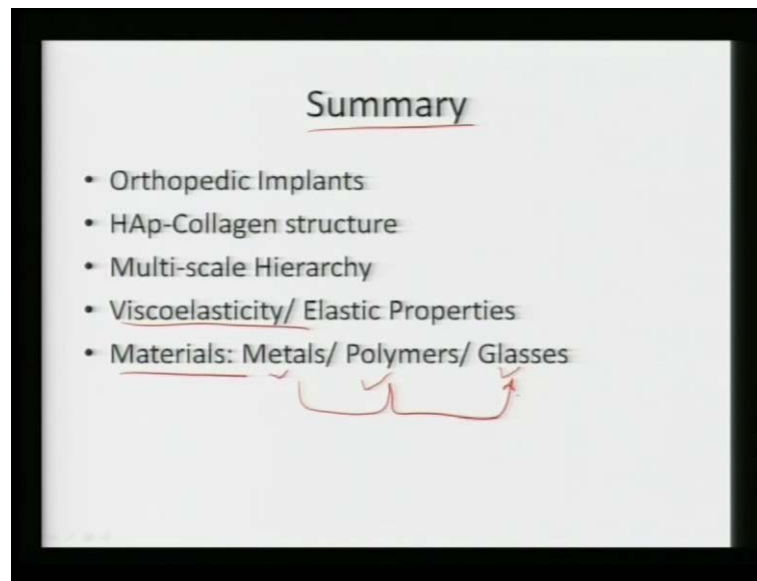 Summary
• Orthopedic Implants
• HAp-Collagen structure
• Multi-scale Hierarchy
• Viscoelasticity/ Elastic Properties
• Materials: Metals/ Polymers/ Glasses